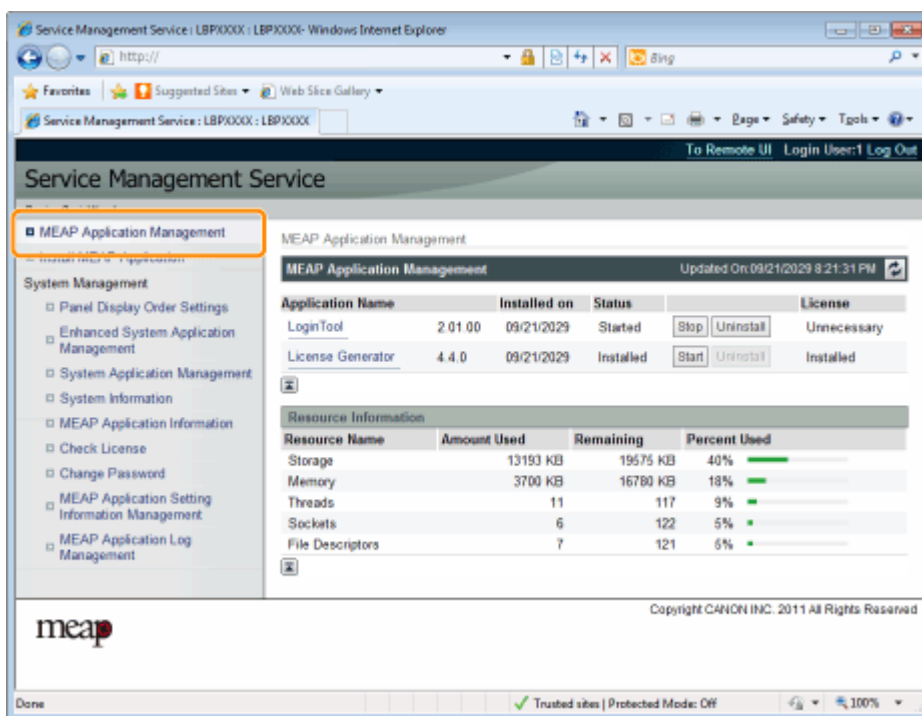 Service Management Service : LBPXXXX : LBPXXXX- Windows Internet Explorer
http://
Bing
Favorites Suggested Sites Web Slice Gallery
Service Management Service : LBPXXXX : LBPXXXX
Page Safety Tools
To Remote UI Login User:1 Log Out
Service Management Service
MEAP Application Management
Install MEAP Application
System Management
Panel Display Order Settings
Enhanced System Application
Management
System Application Management
System Information
MEAP Application Information
Check License
Change Password
MEAP Application Setting
Information Management
MEAP Application Log
Management
MEAP Application Management
MEAP Application Management Updated On:09/21/2029 8:21:31 PM
Application Name Installed on Status License
LoginTool 2.01.00 09/21/2029 Started Stop Uninstall Unnecessary
License Generator 4.4.0 09/21/2029 Installed Start Uninstall Installed
Resource Information
Resource Name Amount Used Remaining Percent Used
Storage 13193 KB 19575 KB 40%
Memory 3700 KB 16780 KB 18%
Threads 11 117 9%
Sockets 6 122 5%
File Descriptors 7 121 6%
Copyright CANON INC. 2011 All Rights Reserved
meap
Done Trusted sites | Protected Mode: Off 100%